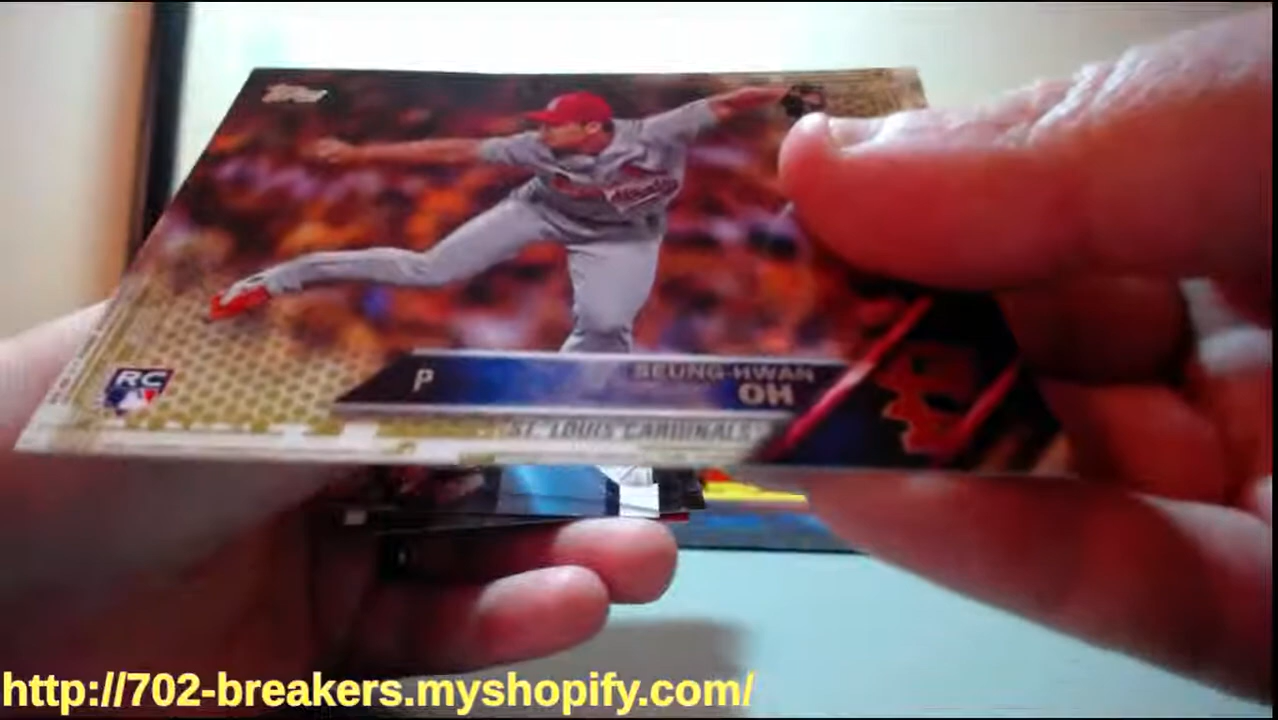 Topps
RC
P
SEUNG-HWAN
OH
ST. LOUIS CARDINALS
http://702-breakers.myshopify.com/